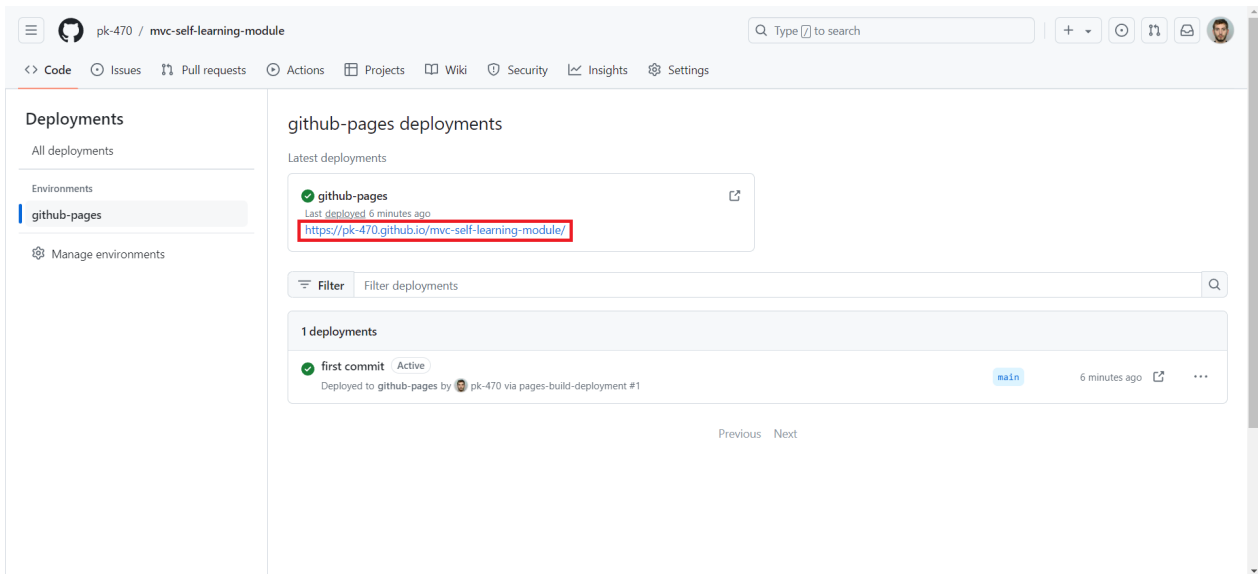 pk-470 / mvc-self-learning-module
Type / to search
Code Issues Pull requests Actions Projects Wiki Security Insights Settings
Deployments
All deployments
Environments
github-pages
Manage environments
github-pages deployments
Latest deployments
github-pages
Last deployed 6 minutes ago
https://pk-470.github.io/mvc-self-learning-module/
Filter Filter deployments
1 deployments
first commit Active
Deployed to github-pages by pk-470 via pages-build-deployment #1
main 6 minutes ago
Previous Next